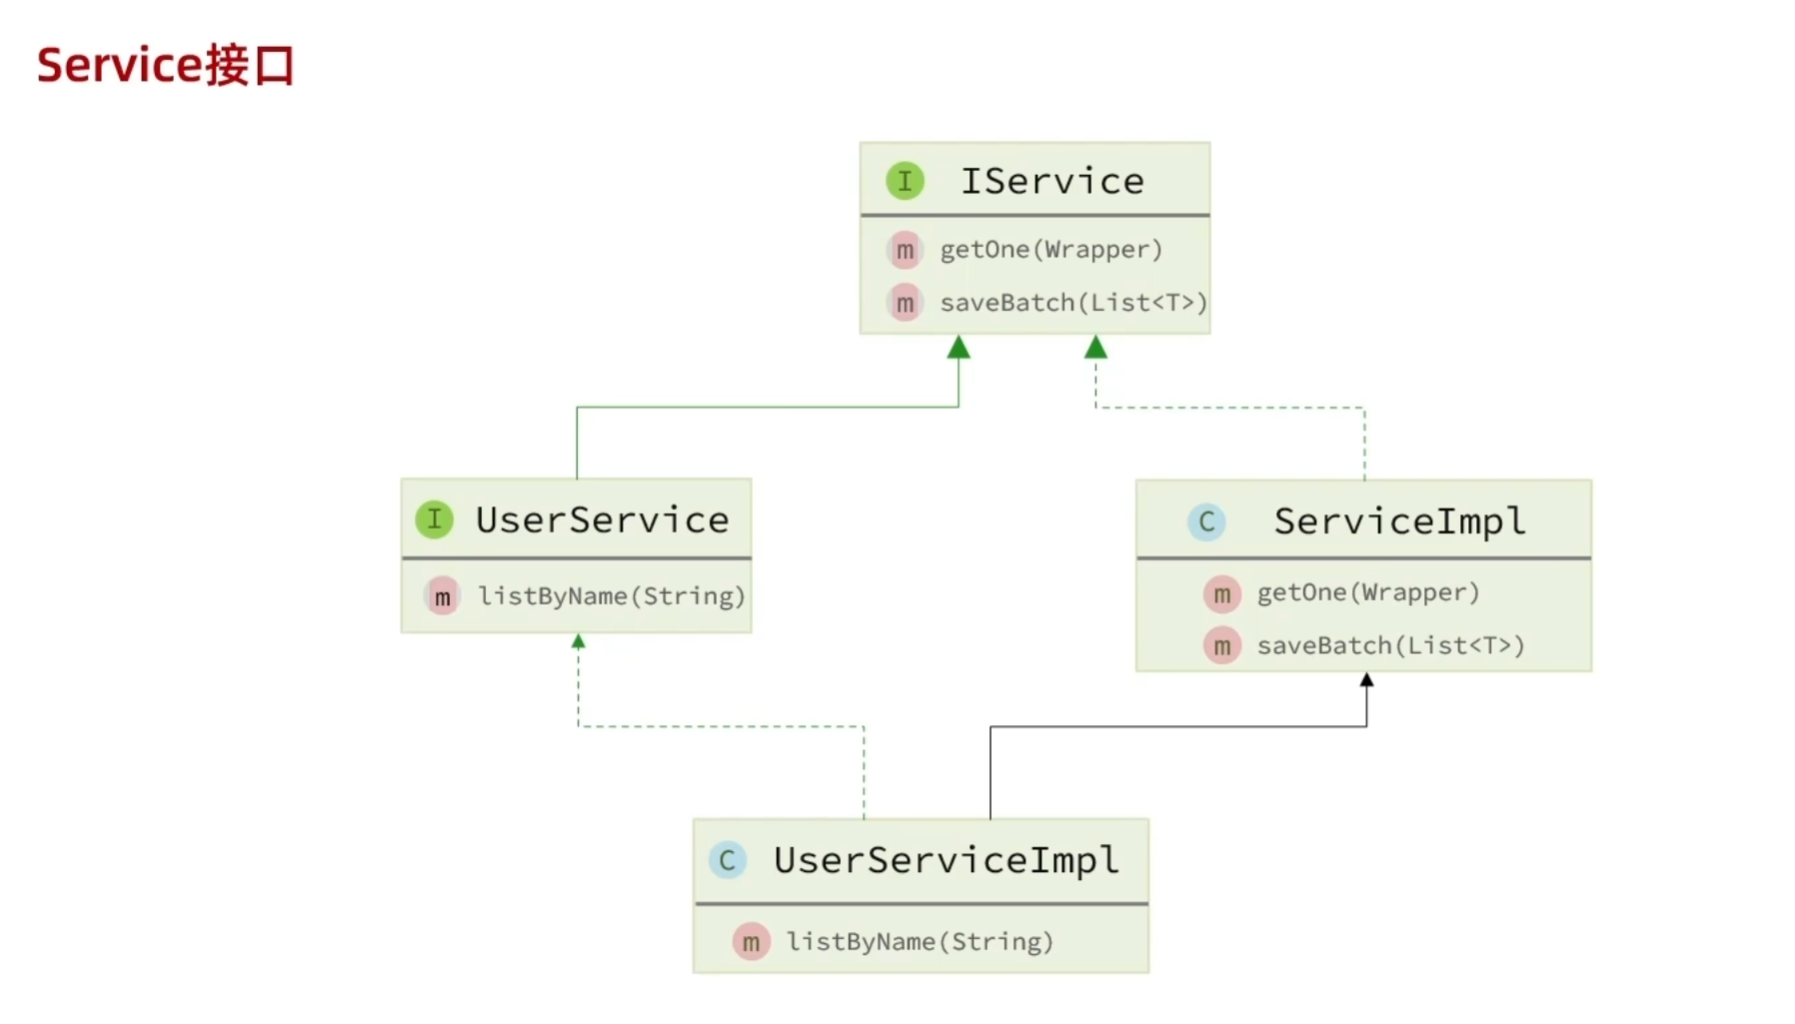 Service接口
I IService
m getOne(Wrapper)
m saveBatch(List<T>)
I UserService
m listByName(String)
C ServiceImpl
m getOne(Wrapper)
m saveBatch(List<T>)
C UserServiceImpl
m listByName(String)